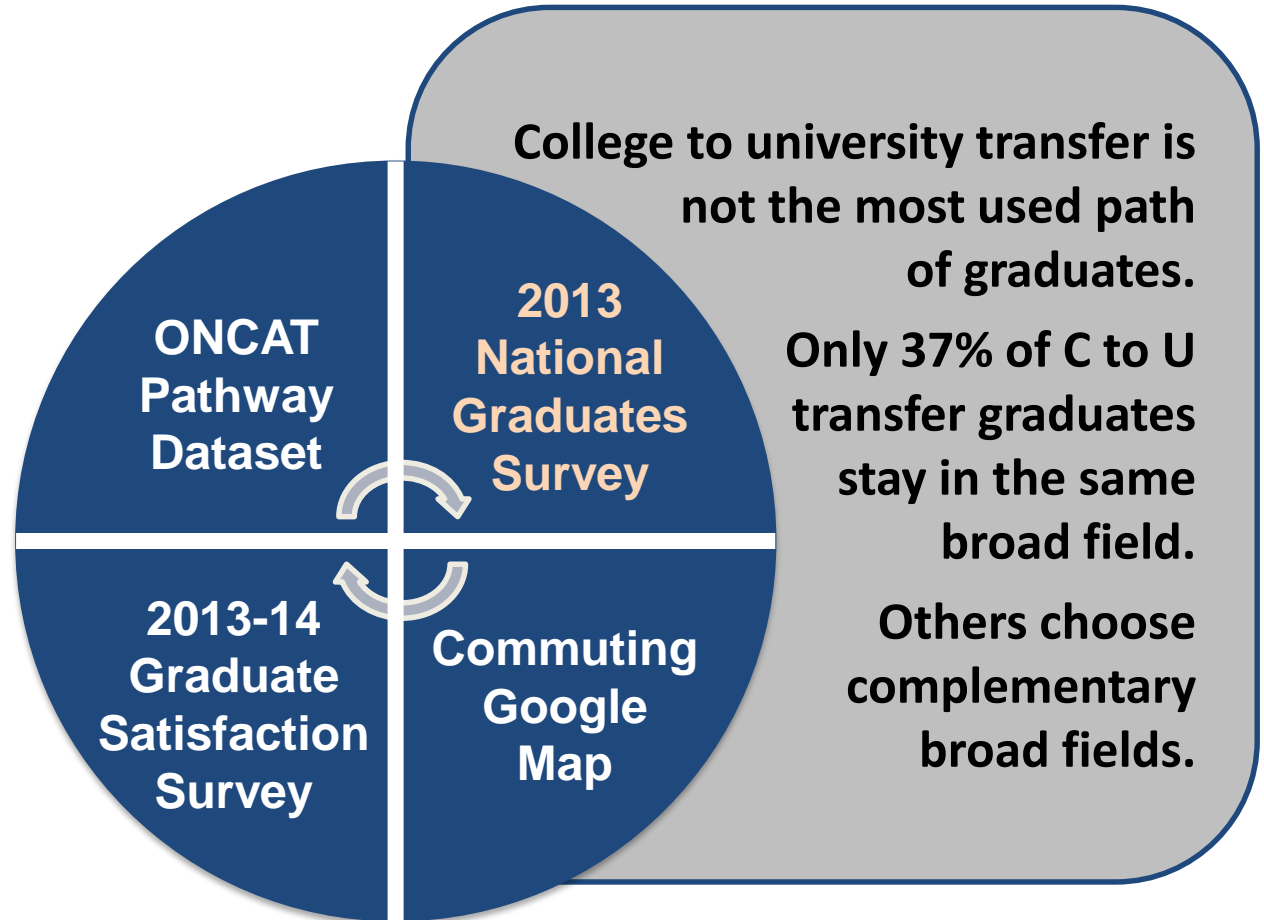 ONCAT
Pathway
Dataset
2013
National
Graduates
Survey
2013-14
Graduate
Satisfaction
Survey
Commuting
Google
Map
College to university transfer is
not the most used path
of graduates.
Only 37% of C to U
transfer graduates
stay in the same
broad field.
Others choose
complementary
broad fields.